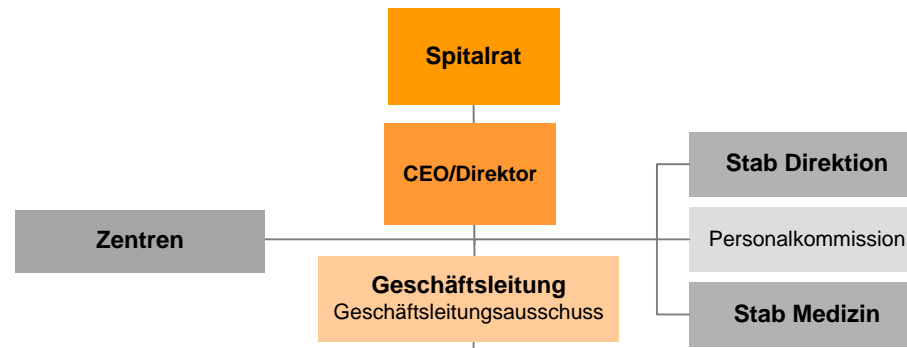 Spitalrat
CEO/Direktor
Stab Direktion
Zentren
Personalkommission
Geschäftsleitung
Geschäftsleitungsausschuss
Stab Medizin